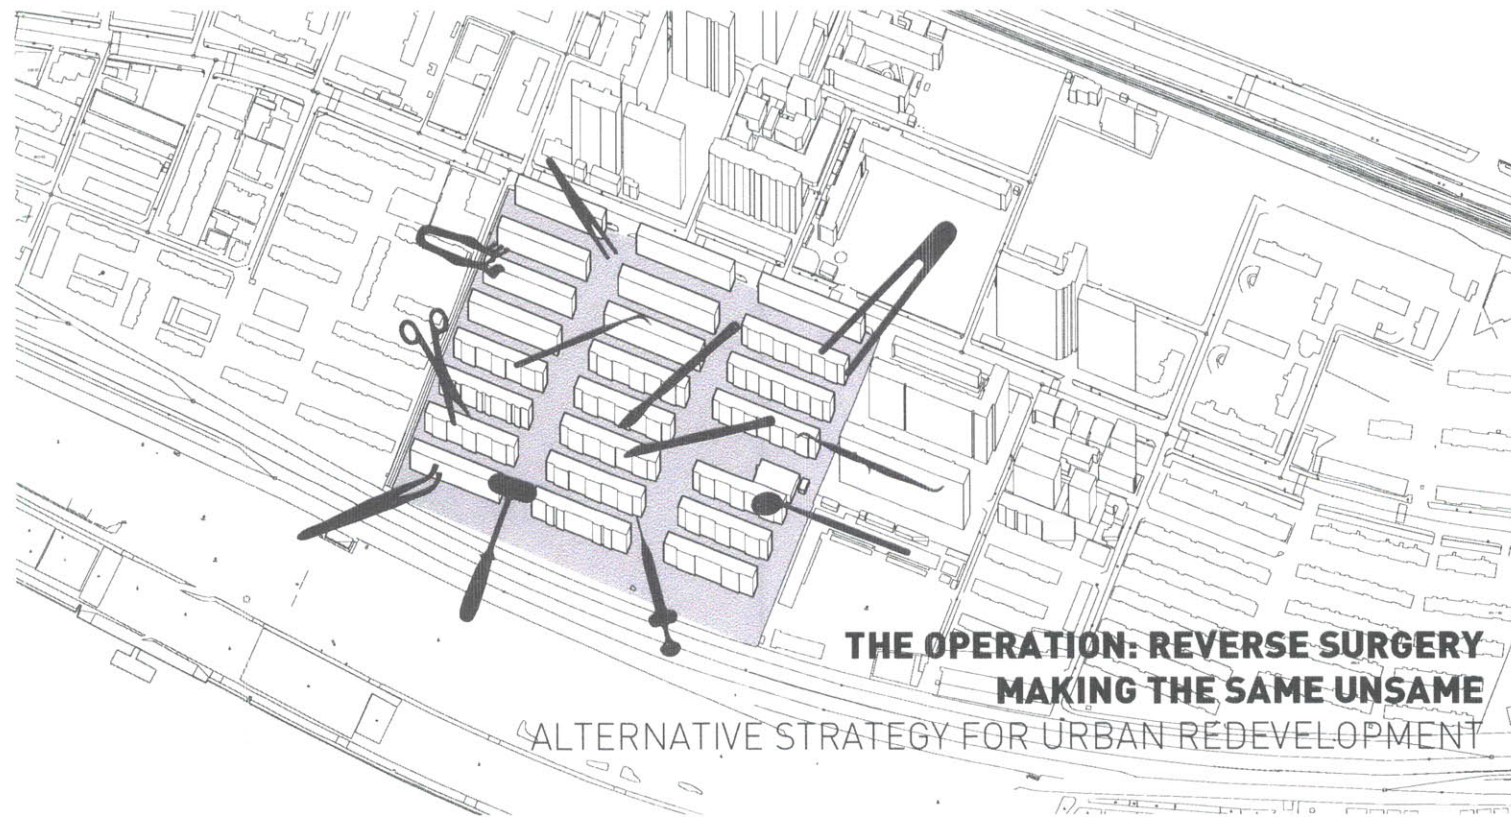 THE OPERATION: REVERSE SURGERY
MAKING THE SAME UNSAME
ALTERNATIVE STRATEGY FOR URBAN REDEVELOPMENT